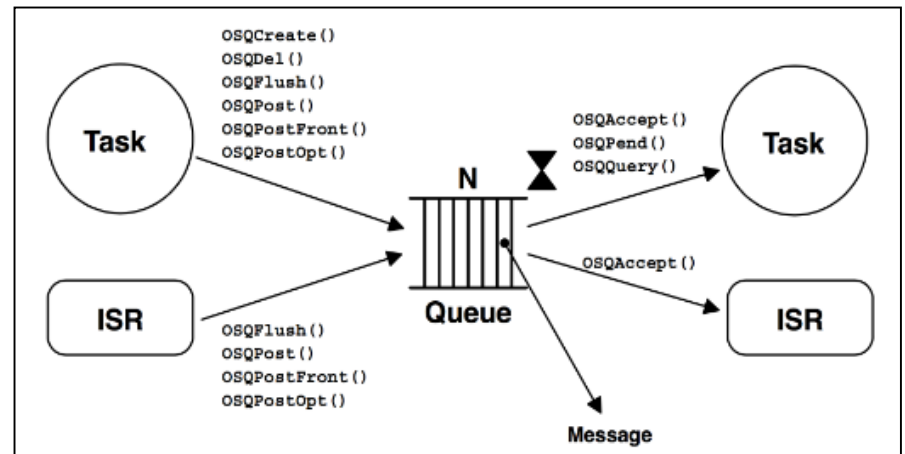 OSQCreate()
OSQDel()
OSQFlush()
OSQPost()
OSQPostFront()
OSQPostOpt()
Task
OSQAccept()
OSQPend()
OSQQuery()
Task
N
Queue
OSQAccept()
ISR
ISR
OSQFlush()
OSQPost()
OSQPostFront()
OSQPostOpt()
Message